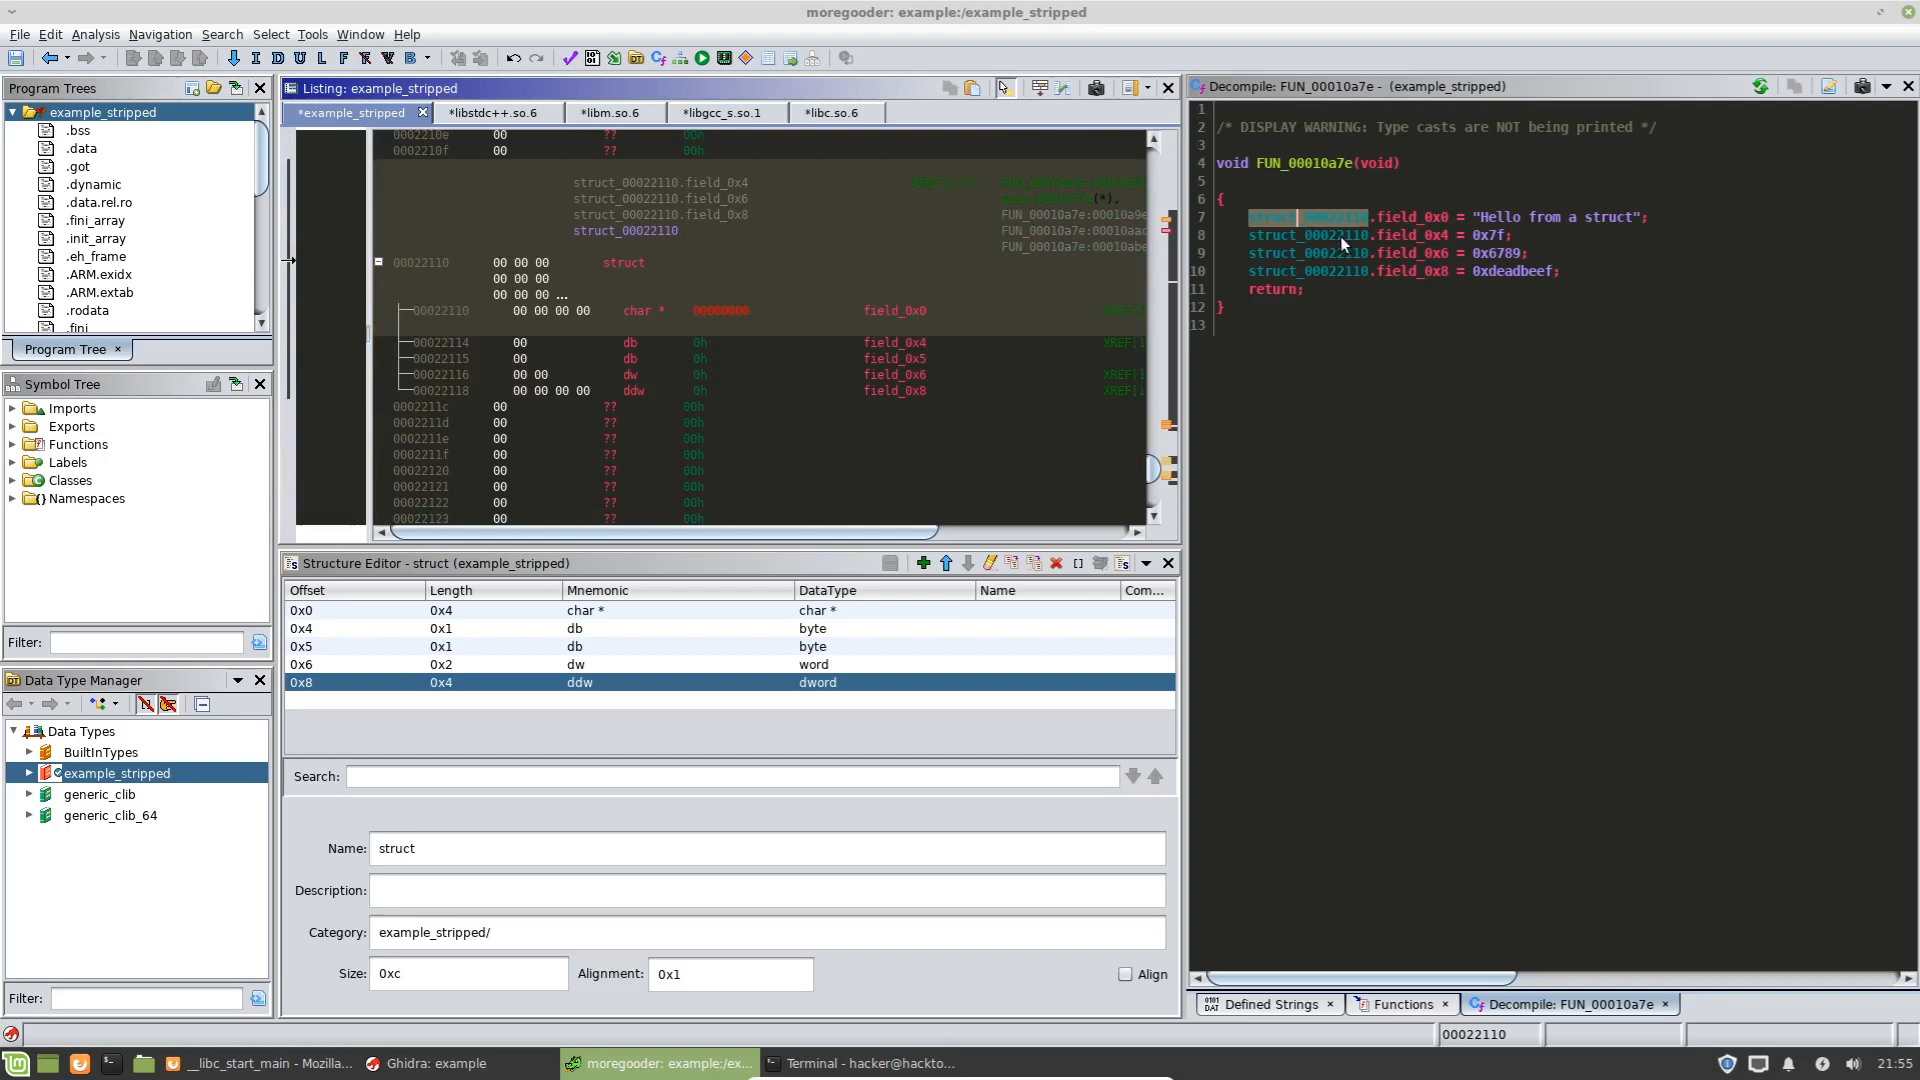 moregooder: example:/example_stripped
File Edit Analysis Navigation Search Select Tools Window Help
I D U L F B
Program Trees
example_stripped
.bss
.data
.got
.dynamic
.data.rel.ro
.fini_array
.init_array
.eh_frame
.ARM.exidx
.ARM.extab
.rodata
.fini
Program Tree ×
Symbol Tree
Imports
Exports
Functions
Labels
Classes
Namespaces
Filter:
Data Type Manager
Data Types
BuiltInTypes
example_stripped
generic_clib
generic_clib_64
Filter:
Listing: example_stripped
*example_stripped *libstdc++.so.6 *libm.so.6 *libgcc_s.so.1 *libc.so.6
0002210e 00 ?? 00h
0002210f 00 ?? 00h
struct_00022110.field_0x4
struct_00022110.field_0x6 (*),
struct_00022110.field_0x8 FUN_00010a7e:00010a9e
struct_00022110 FUN_00010a7e:00010aac
FUN_00010a7e:00010abe
00022110 00 00 00 struct
00 00 00
00 00 00 ...
00022110 00 00 00 00 char * 00000000 field_0x0
00022114 00 db 0h field_0x4 XREF[1
00022115 00 db 0h field_0x5
00022116 00 00 dw 0h field_0x6 XREF[1
00022118 00 00 00 00 ddw 0h field_0x8 XREF[1
0002211c 00 ?? 00h
0002211d 00 ?? 00h
0002211e 00 ?? 00h
0002211f 00 ?? 00h
00022120 00 ?? 00h
00022121 00 ?? 00h
00022122 00 ?? 00h
00022123 00 ?? 00h
Structure Editor - struct (example_stripped)
Offset Length Mnemonic DataType Name Com...
0x0 0x4 char * char *
0x4 0x1 db byte
0x5 0x1 db byte
0x6 0x2 dw word
0x8 0x4 ddw dword
Search:
Name: struct
Description:
Category: example_stripped/
Size: 0xc Alignment: 0x1 Align
Decompile: FUN_00010a7e - (example_stripped)
1
2 /* DISPLAY WARNING: Type casts are NOT being printed */
3
4 void FUN_00010a7e(void)
5
6 {
7 struct_00022110.field_0x0 = "Hello from a struct";
8 struct_00022110.field_0x4 = 0x7f;
9 struct_00022110.field_0x6 = 0x6789;
10 struct_00022110.field_0x8 = 0xdeadbeef;
11 return;
12 }
13
Defined Strings × Functions × Decompile: FUN_00010a7e ×
00022110
__libc_start_main - Mozilla... Ghidra: example moregooder: example:/ex... Terminal - hacker@hackto... 21:55